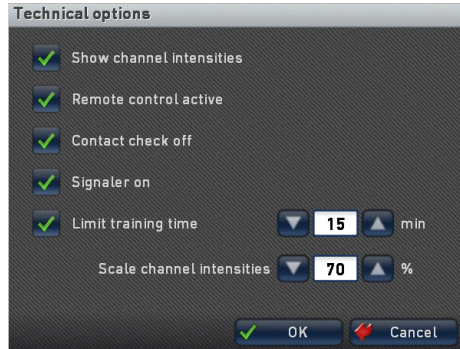 Technical options
Show channel intensities
Remote control active
Contact check off
Signaler on
Limit training time 15 min
Scale channel intensities 70 %
OK Cancel